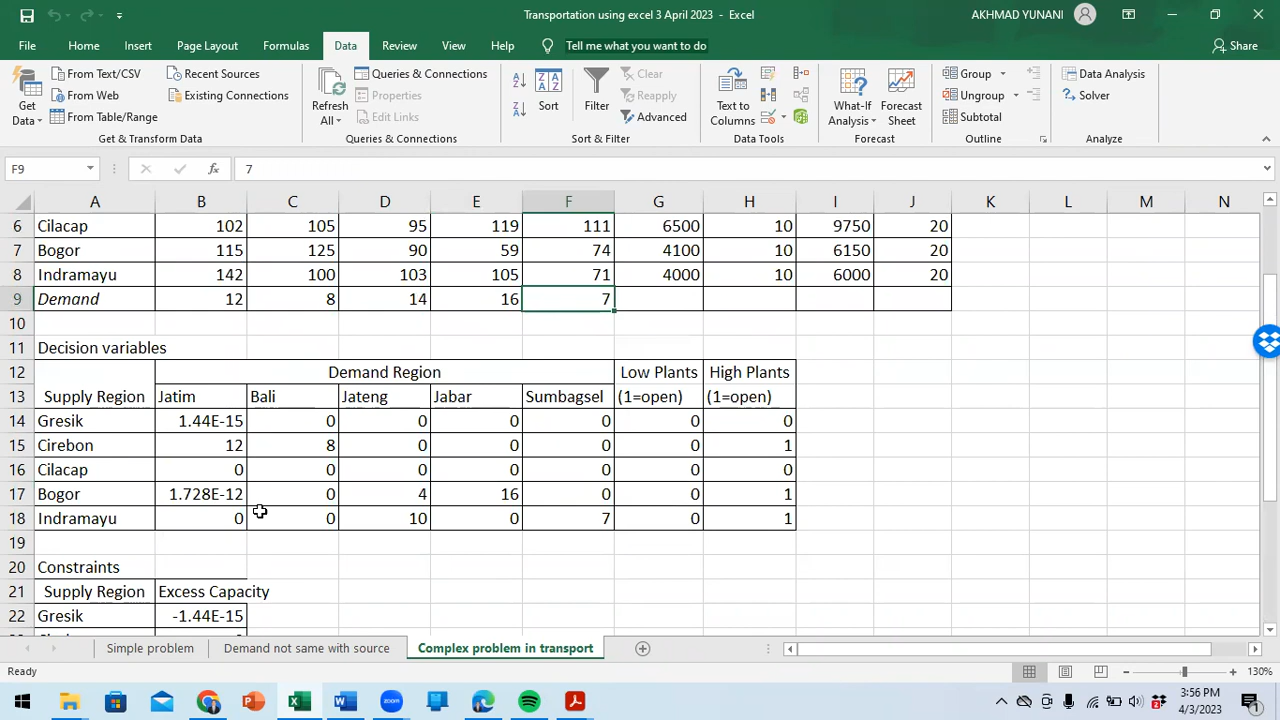 Transportation using excel 3 April 2023 - Excel
AKHMAD YUNANI
File Home Insert Page Layout Formulas Data Review View Help Tell me what you want to do Share
Get Data
From Text/CSV
From Web
From Table/Range
Recent Sources
Existing Connections
Get & Transform Data
Refresh All
Queries & Connections
Properties
Edit Links
Queries & Connections
Sort
Filter
Clear
Reapply
Advanced
Sort & Filter
Text to Columns
Data Tools
What-If Analysis
Forecast Sheet
Forecast
Group
Ungroup
Subtotal
Outline
Data Analysis
Solver
Analyze
F9 fx 7
A B C D E F G H I J K L M N
6 Cilacap 102 105 95 119 111 6500 10 9750 20
7 Bogor 115 125 90 59 74 4100 10 6150 20
8 Indramayu 142 100 103 105 71 4000 10 6000 20
9 Demand 12 8 14 16 7
10
11 Decision variables
12 Demand Region Low Plants High Plants
13 Supply Region Jatim Bali Jateng Jabar Sumbagsel (1=open) (1=open)
14 Gresik 1.44E-15 0 0 0 0 0 0
15 Cirebon 12 8 0 0 0 0 1
16 Cilacap 0 0 0 0 0 0 0
17 Bogor 1.728E-12 0 4 16 0 0 1
18 Indramayu 0 0 10 0 7 0 1
19
20 Constraints
21 Supply Region Excess Capacity
22 Gresik -1.44E-15
Simple problem Demand not same with source Complex problem in transport
Ready 130%
3:56 PM
4/3/2023